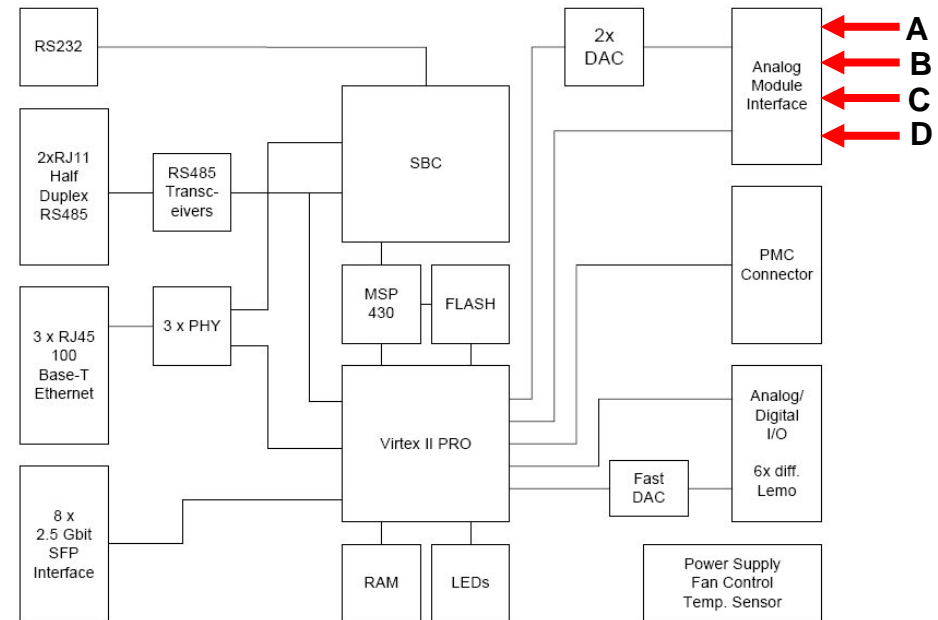 RS232
2xRJ11
Half
Duplex
RS485
RS485
Transc-
eivers
3 x RJ45
100
Base-T
Ethernet
3 x PHY
8 x
2.5 Gbit
SFP
Interface
SBC
MSP
430
FLASH
Virtex II PRO
RAM
LEDs
2x
DAC
Analog
Module
Interface
A
B
C
D
PMC
Connector
Analog/
Digital
I/O
6x diff.
Lemo
Fast
DAC
Power Supply
Fan Control
Temp. Sensor